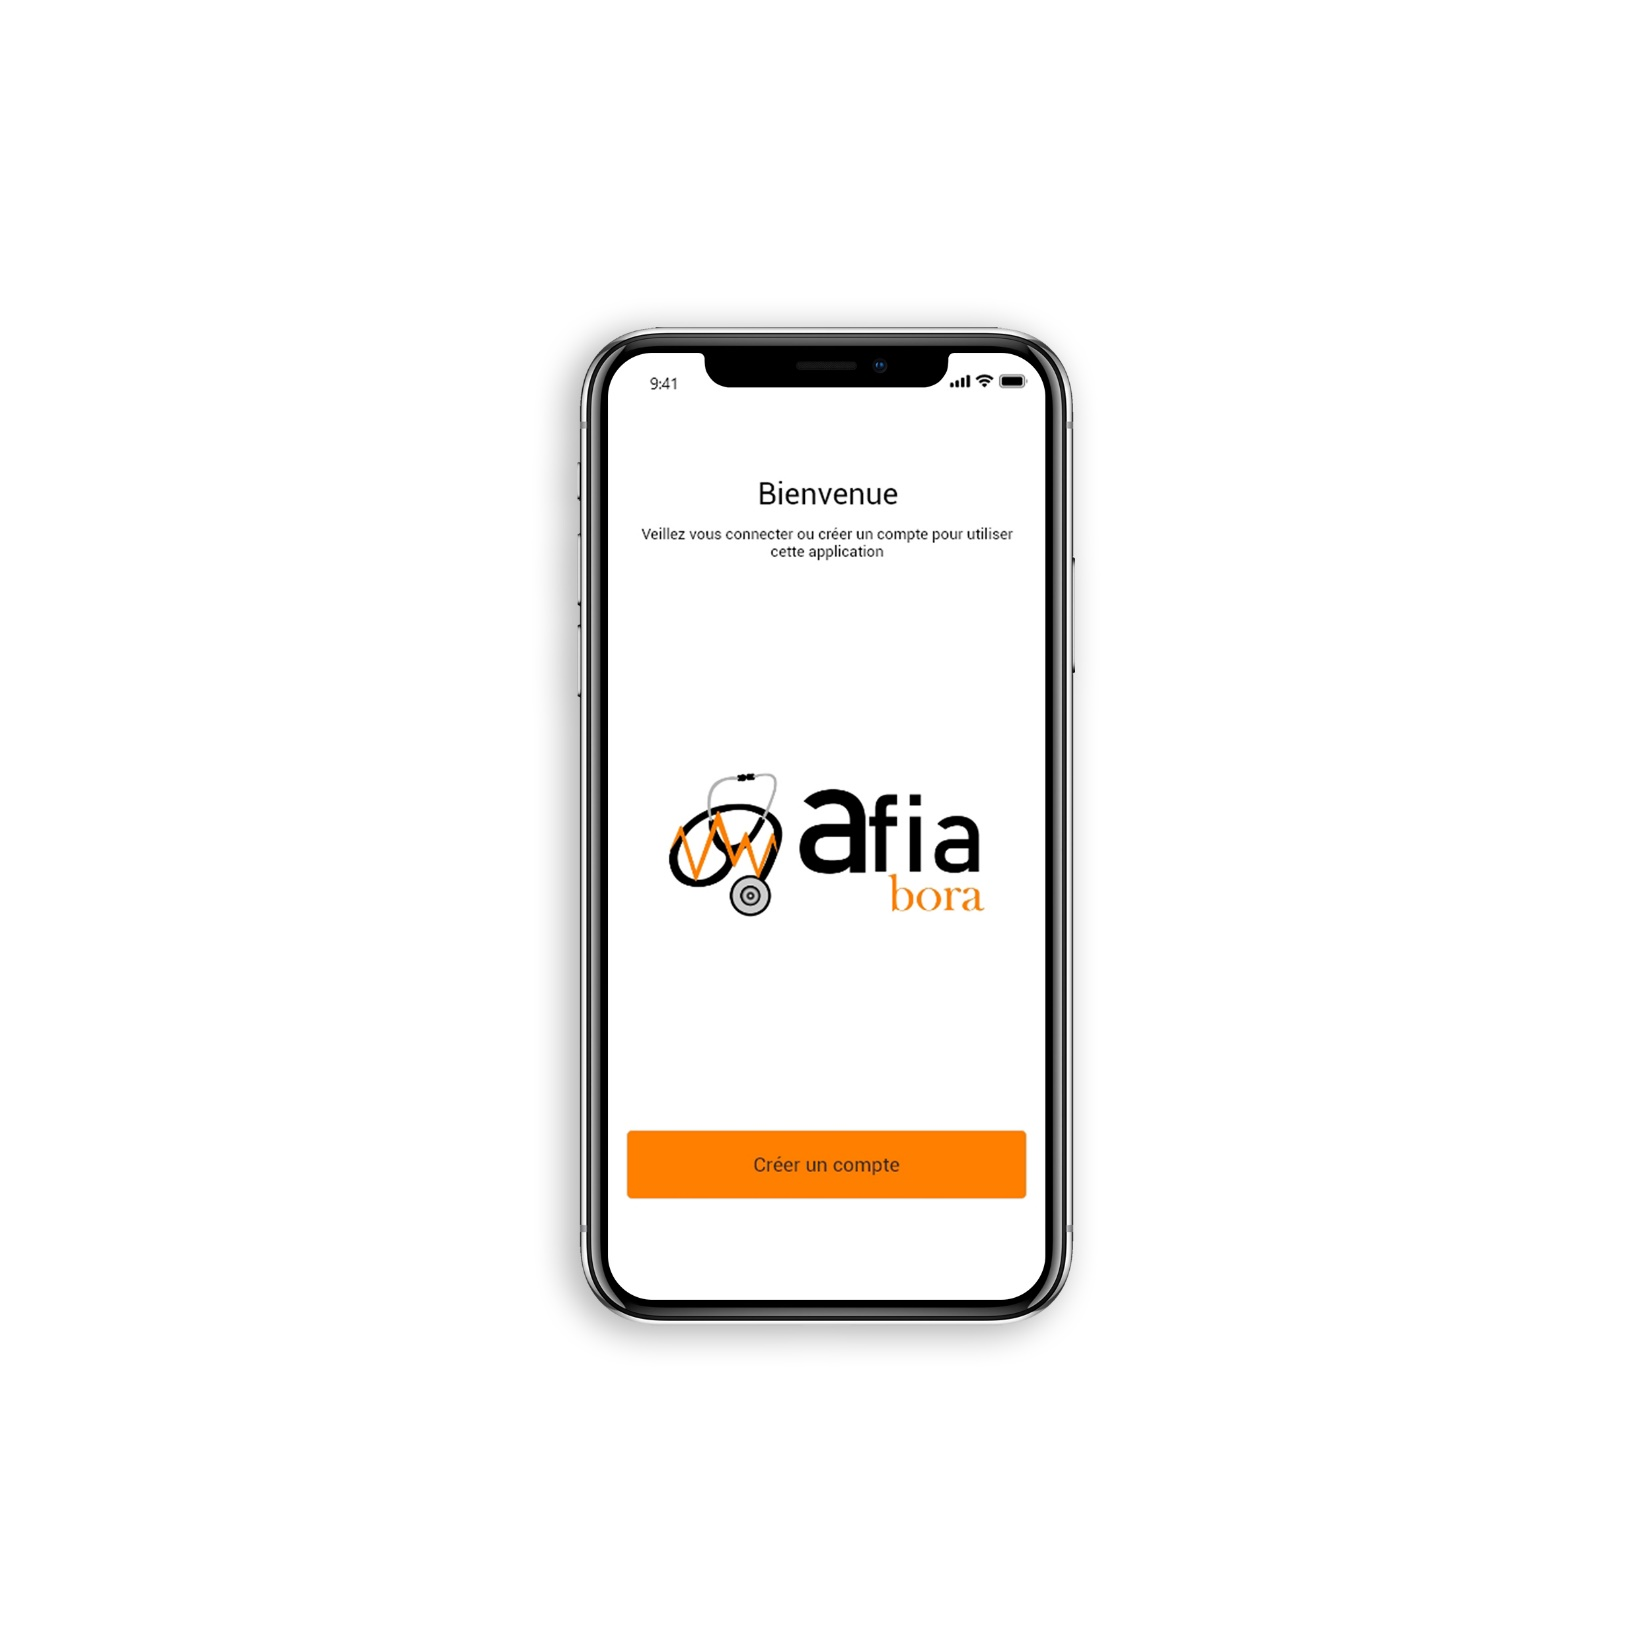 9:41
Bienvenue
Veillez vous connecter ou créer un compte pour utiliser
cette application
afia
bora
Créer un compte